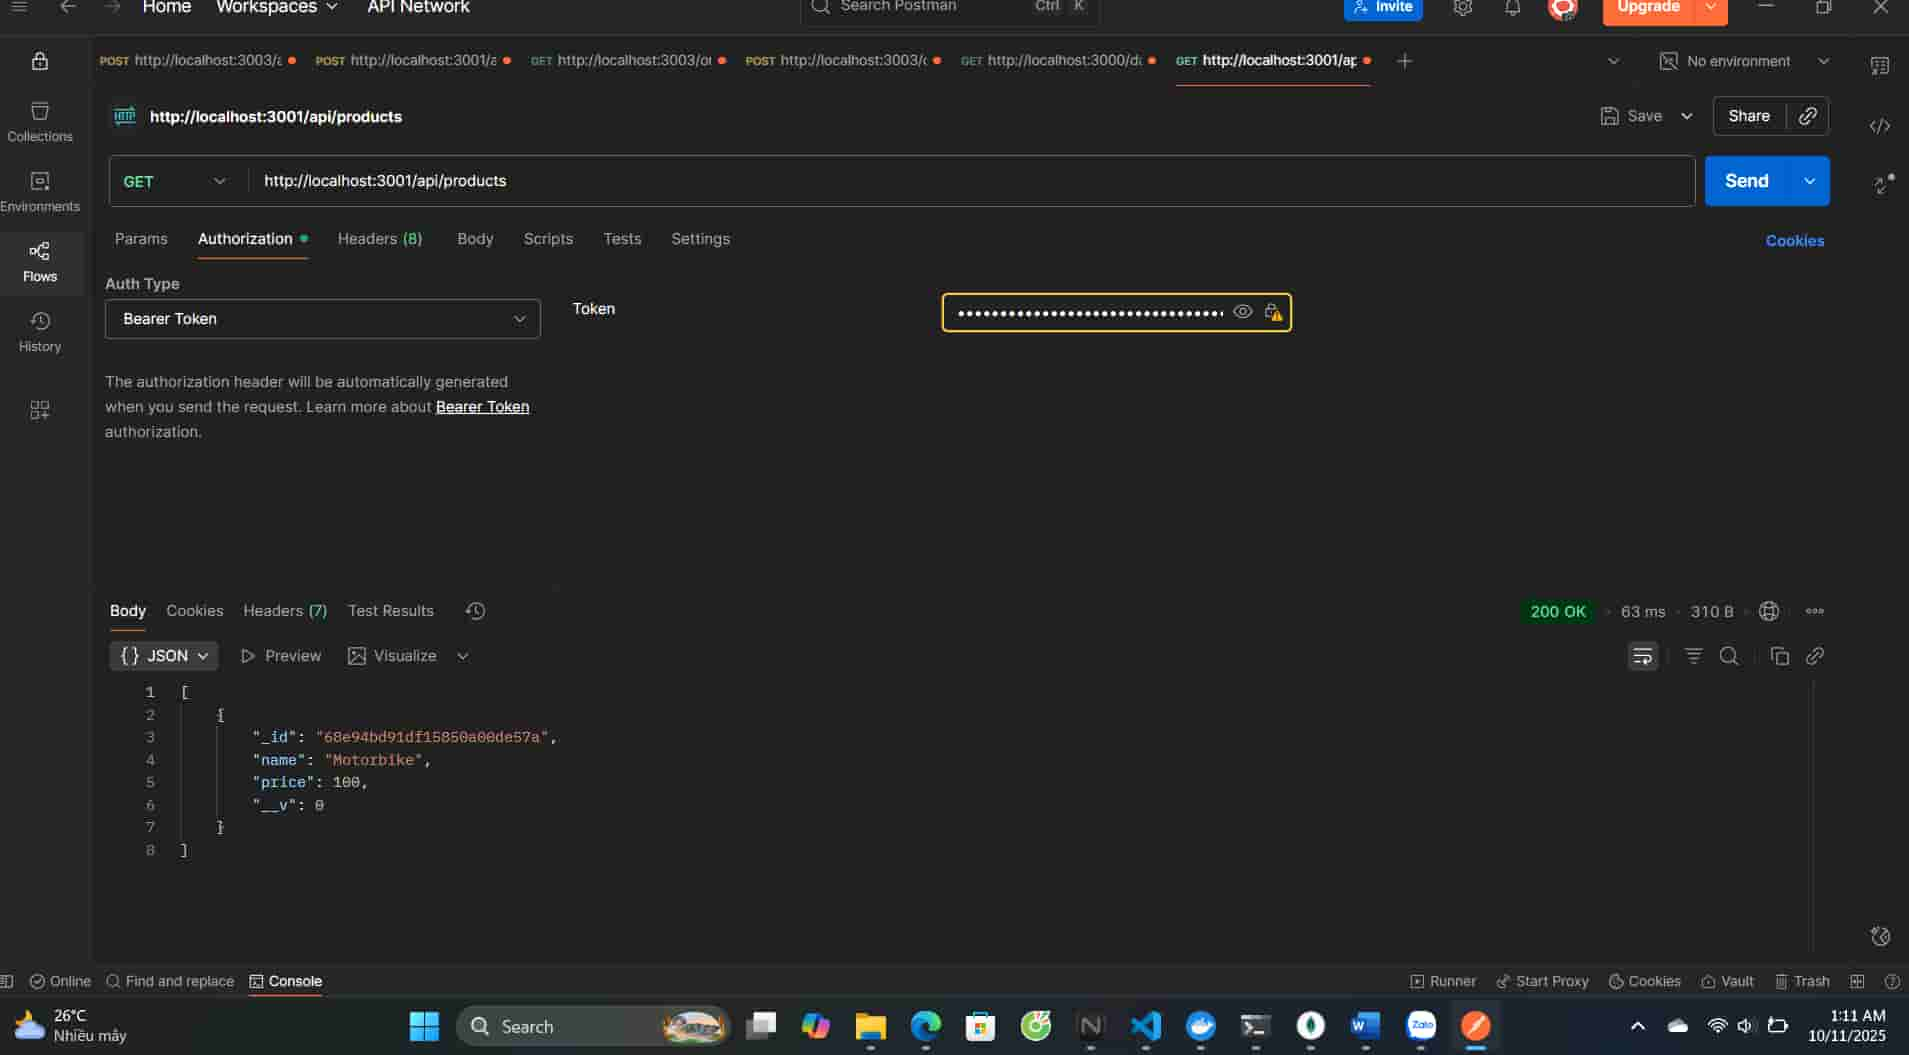 Home Workspaces API Network Search Postman Ctrl K Invite Upgrade
POST http://localhost:3003/a POST http://localhost:3001/a GET http://localhost:3003/or POST http://localhost:3003/c GET http://localhost:3000/do GET http://localhost:3001/ap No environment
HTTP http://localhost:3001/api/products Save Share
GET http://localhost:3001/api/products Send
Params Authorization Headers (8) Body Scripts Tests Settings Cookies
Collections
Environments
Flows
History
Auth Type
Bearer Token
Token
The authorization header will be automatically generated
when you send the request. Learn more about Bearer Token
authorization.
Body Cookies Headers (7) Test Results 200 OK 63 ms 310 B
{} JSON Preview Visualize
1 [
2 {
3 "_id": "68e94bd91df15850a00de57a",
4 "name": "Motorbike",
5 "price": 100,
6 "__v": 0
7 }
8 ]
Online Find and replace Console Runner Start Proxy Cookies Vault Trash
26°C
Nhiều mây
Search
Zalo
1:11 AM
10/11/2025